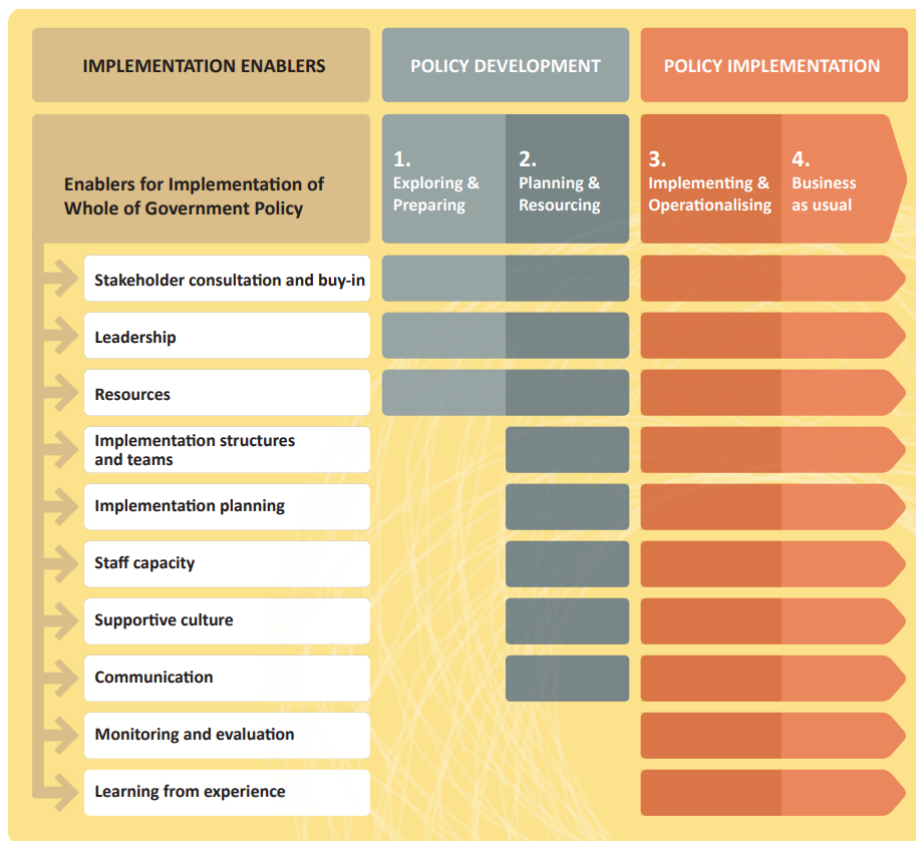 IMPLEMENTATION ENABLERS
POLICY DEVELOPMENT
POLICY IMPLEMENTATION
Enablers for Implementation of
Whole of Government Policy
1.
Exploring &
Preparing
2.
Planning &
Resourcing
3.
Implementing &
Operationalising
4.
Business
as usual
Stakeholder consultation and buy-in
Leadership
Resources
Implementation structures
and teams
Implementation planning
Staff capacity
Supportive culture
Communication
Monitoring and evaluation
Learning from experience